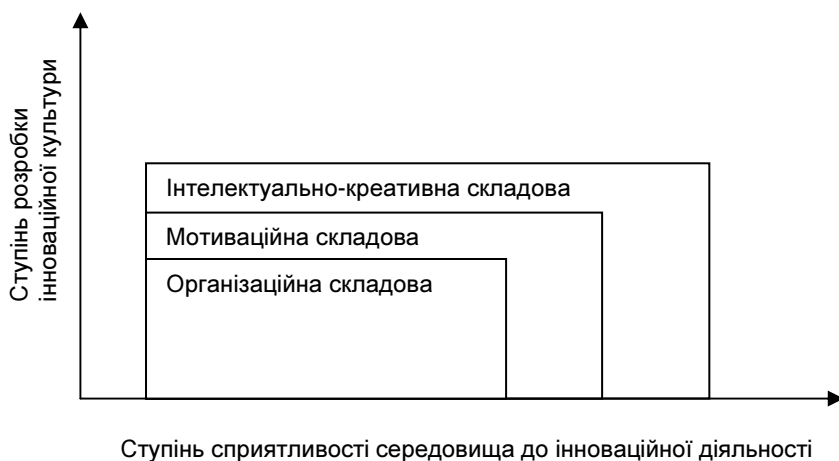 Ступінь розробки
інноваційної культури
Інтелектуально-креативна складова
Мотиваційна складова
Організаційна складова
Ступінь сприятливості середовища до інноваційної діяльності